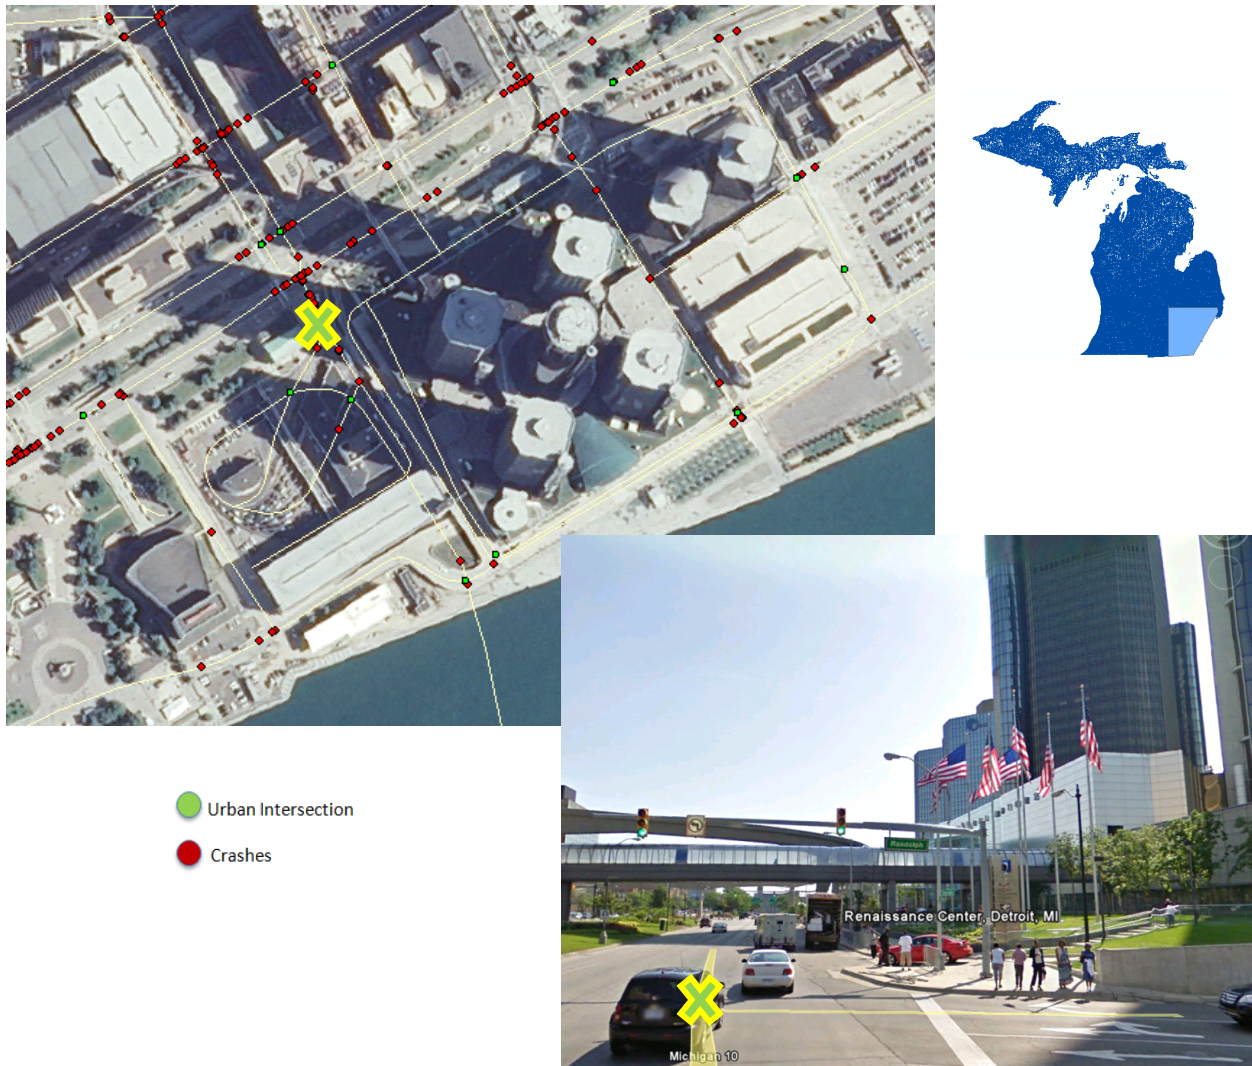 Urban Intersection
Crashes
Randolph
Renaissance Center, Detroit, MI
Michigan 10